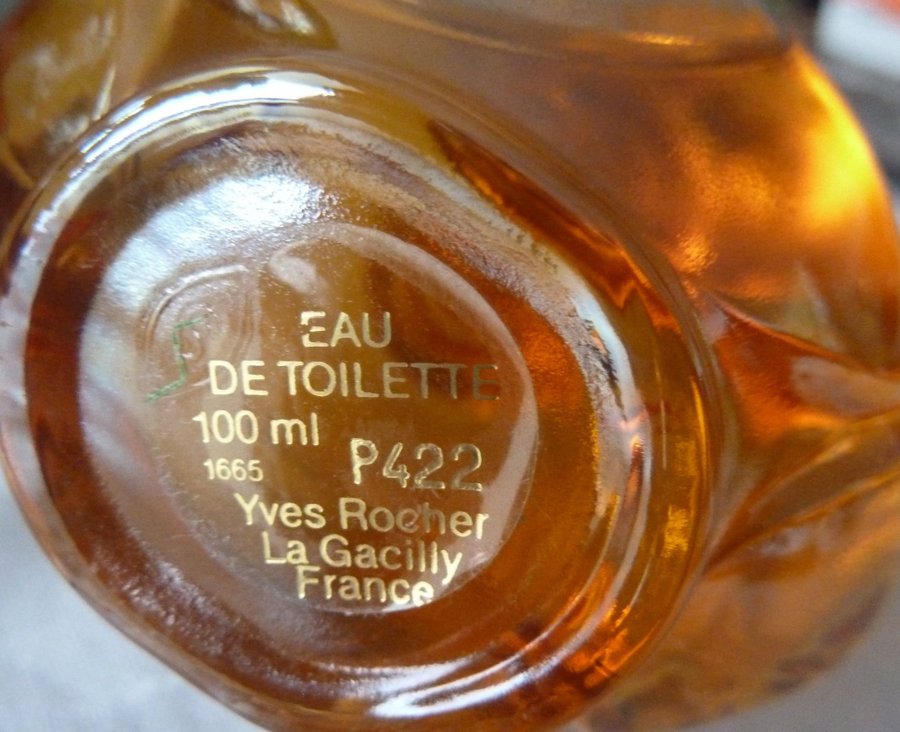 EAU
DE TOILETTE
100 ml
1665 P422
Yves Rocher
La Gacilly
France